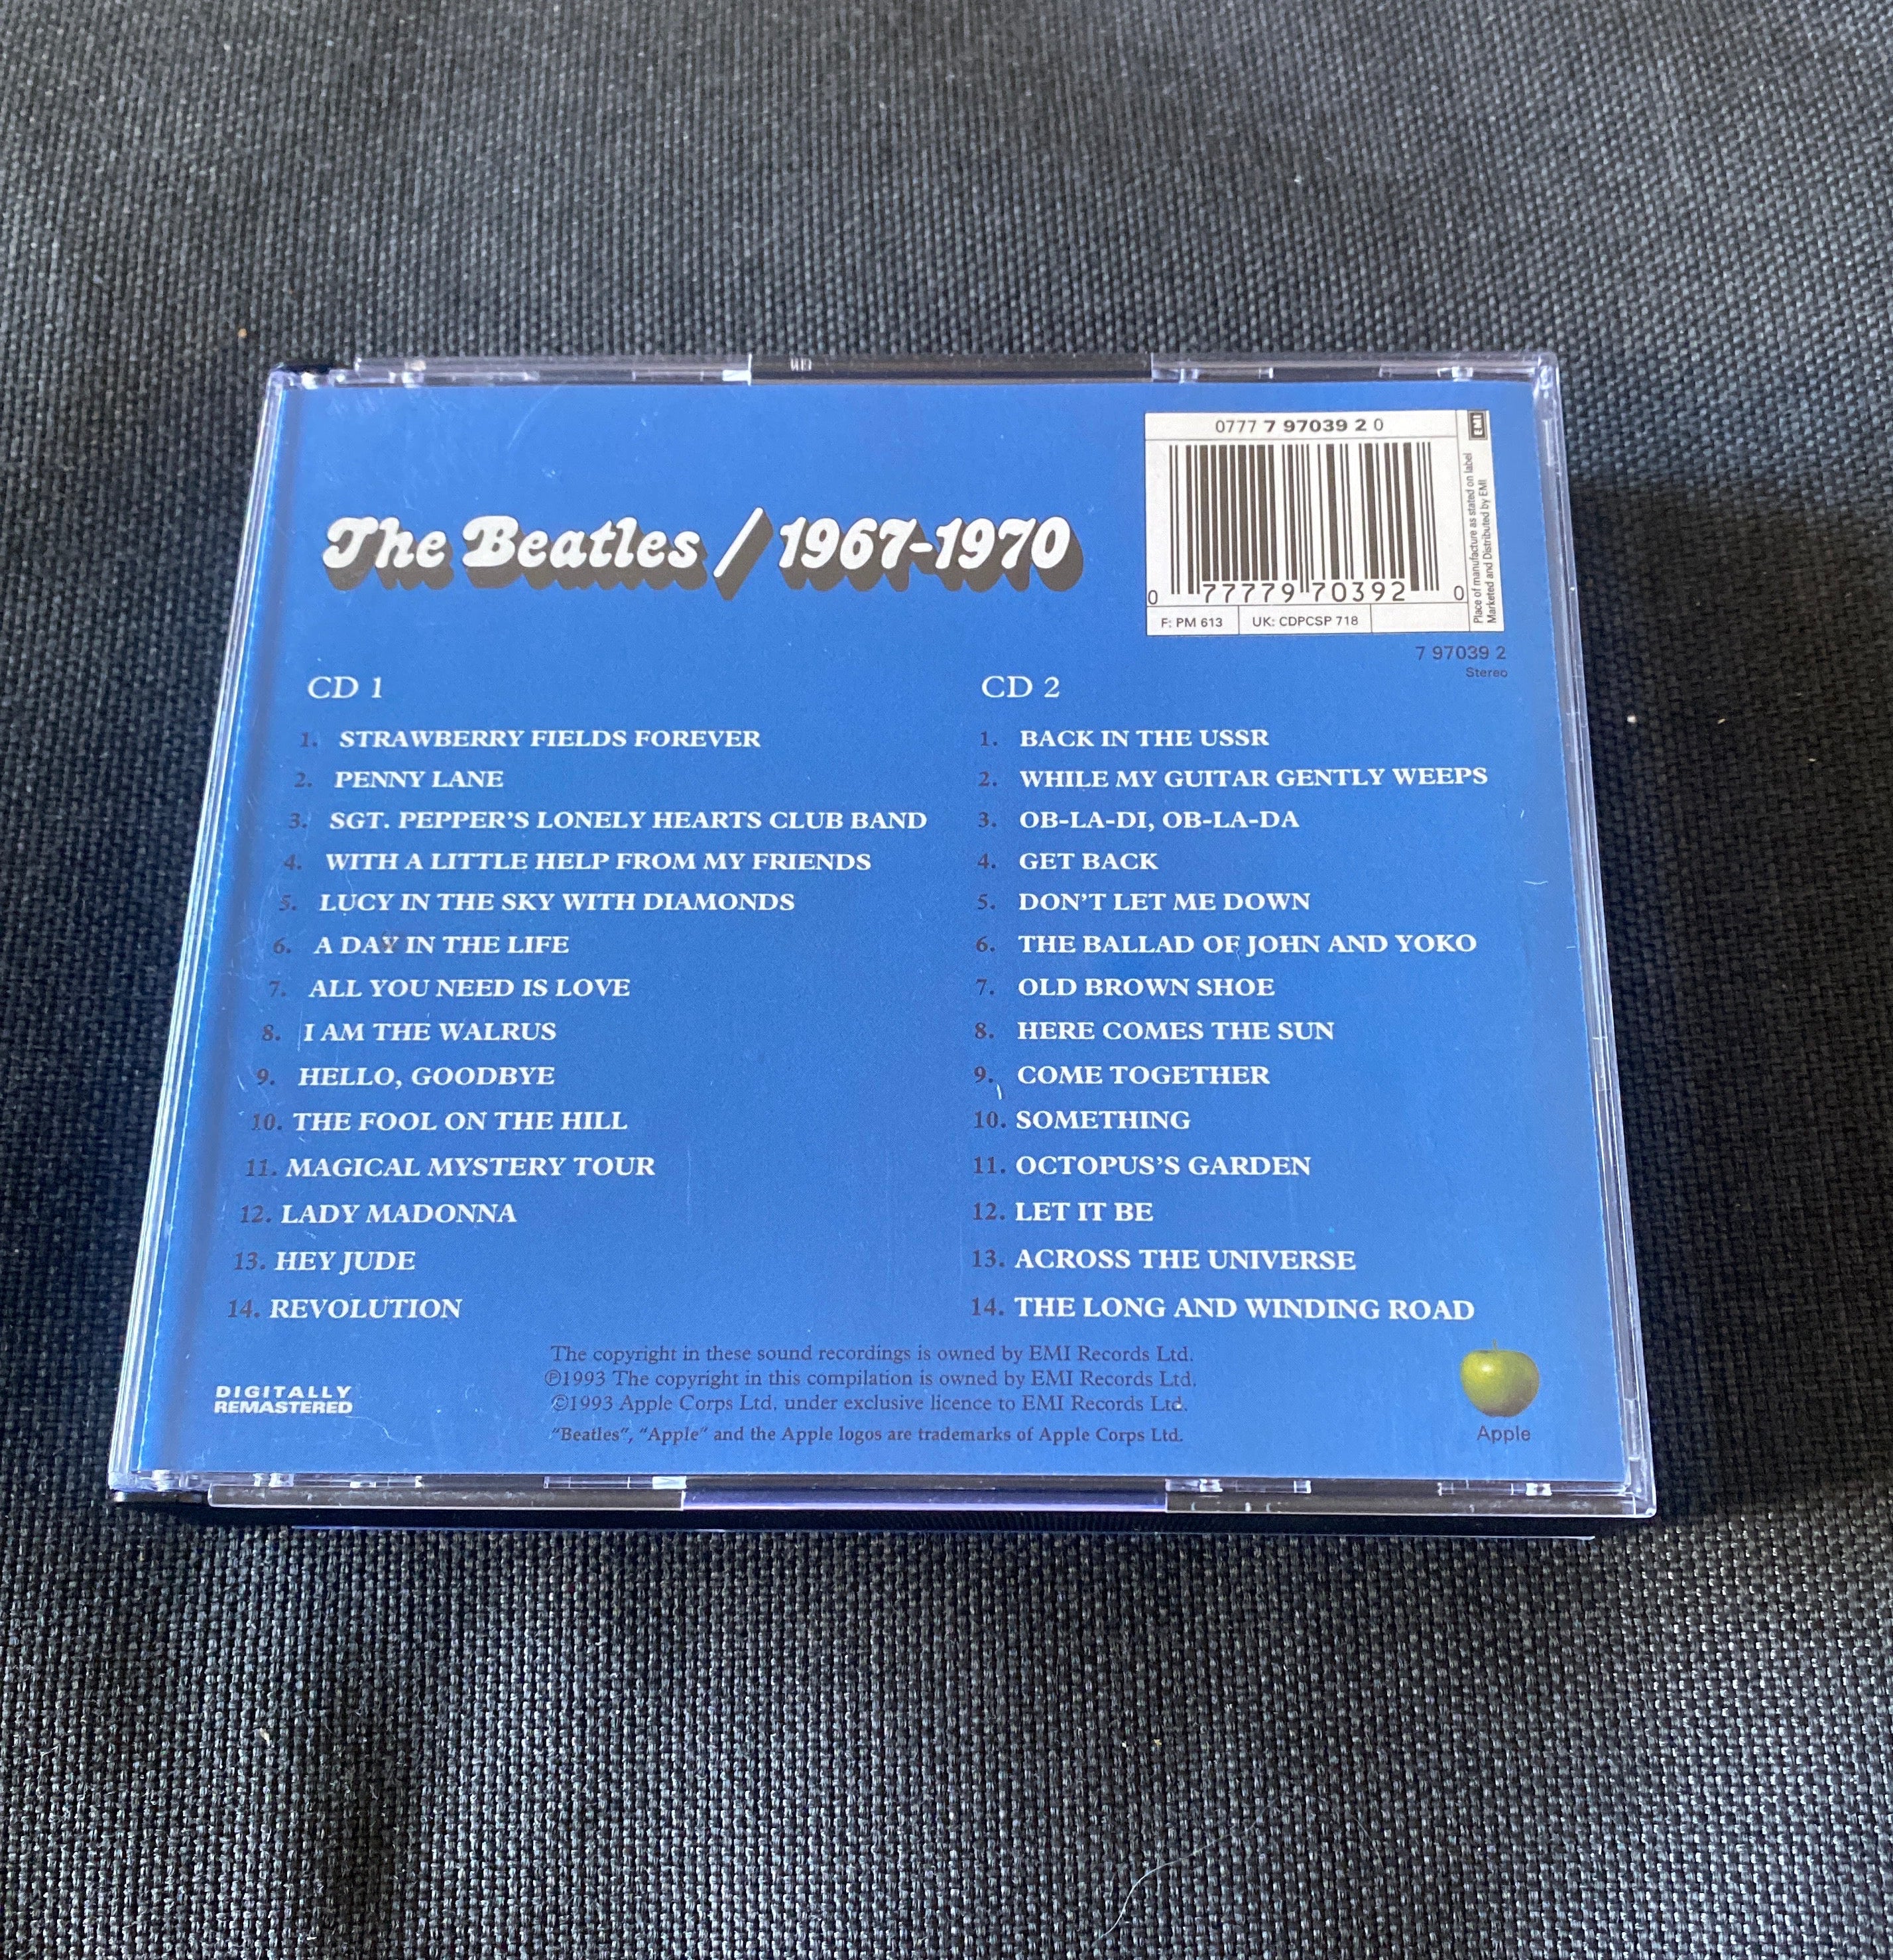 0777 7 97039 2 0
EMI
Place of manufacture as stated on label
Marketed and Distributed by EMI
0 77779 70392 0
F: PM 613 UK: CDPCSP 718
7 97039 2
Stereo
The Beatles / 1967-1970
CD 1
1. STRAWBERRY FIELDS FOREVER
2. PENNY LANE
3. SGT. PEPPER'S LONELY HEARTS CLUB BAND
4. WITH A LITTLE HELP FROM MY FRIENDS
5. LUCY IN THE SKY WITH DIAMONDS
6. A DAY IN THE LIFE
7. ALL YOU NEED IS LOVE
8. I AM THE WALRUS
9. HELLO, GOODBYE
10. THE FOOL ON THE HILL
11. MAGICAL MYSTERY TOUR
12. LADY MADONNA
13. HEY JUDE
14. REVOLUTION
CD 2
1. BACK IN THE USSR
2. WHILE MY GUITAR GENTLY WEEPS
3. OB-LA-DI, OB-LA-DA
4. GET BACK
5. DON'T LET ME DOWN
6. THE BALLAD OF JOHN AND YOKO
7. OLD BROWN SHOE
8. HERE COMES THE SUN
9. COME TOGETHER
10. SOMETHING
11. OCTOPUS'S GARDEN
12. LET IT BE
13. ACROSS THE UNIVERSE
14. THE LONG AND WINDING ROAD
DIGITALLY
REMASTERED
The copyright in these sound recordings is owned by EMI Records Ltd.
℗1993 The copyright in this compilation is owned by EMI Records Ltd.
©1993 Apple Corps Ltd, under exclusive licence to EMI Records Ltd.
"Beatles", "Apple" and the Apple logos are trademarks of Apple Corps Ltd.
Apple